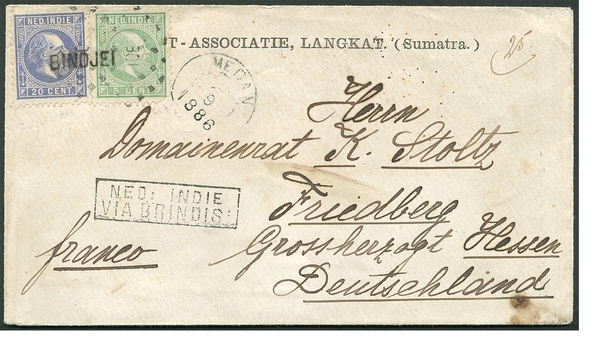 NED. INDIE
NED. INDIE
20 CENT
5 CENT
BINDJEI
T-ASSOCIATIE, LANGKAT. (Sumatra.)
25
MEDAN
9
1886
Herrn
Domainenrat K. Stoltz
Friedberg
Grossherzogt Hessen
Deutschland
NED: INDIE
VIA BRINDISI
franco